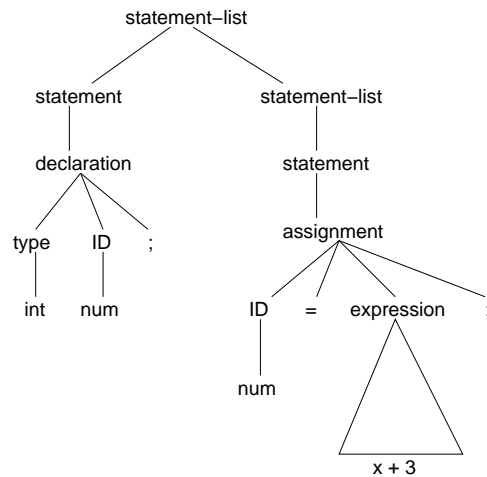 statement–list
statement statement–list
declaration statement
type ID ; assignment
int num ID = expression ;
num
x + 3